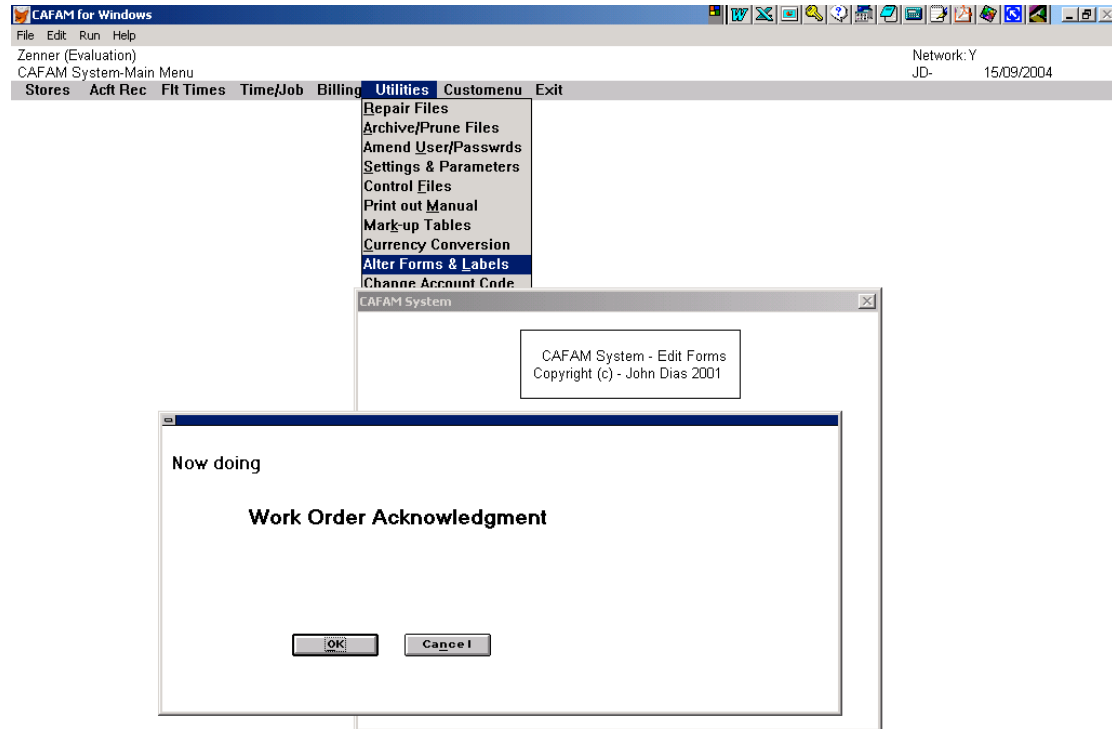 CAFAM for Windows
File Edit Run Help
Zenner (Evaluation) Network: Y
CAFAM System-Main Menu JD- 15/09/2004
Stores Acft Rec Flt Times Time/Job Billing Utilities Customenu Exit
Repair Files
Archive/Prune Files
Amend User/Passwrds
Settings & Parameters
Control Files
Print out Manual
Mark-up Tables
Currency Conversion
Alter Forms & Labels
Change Account Code
CAFAM System
CAFAM System - Edit Forms
Copyright (c) - John Dias 2001
Now doing
Work Order Acknowledgment
OK Cancel